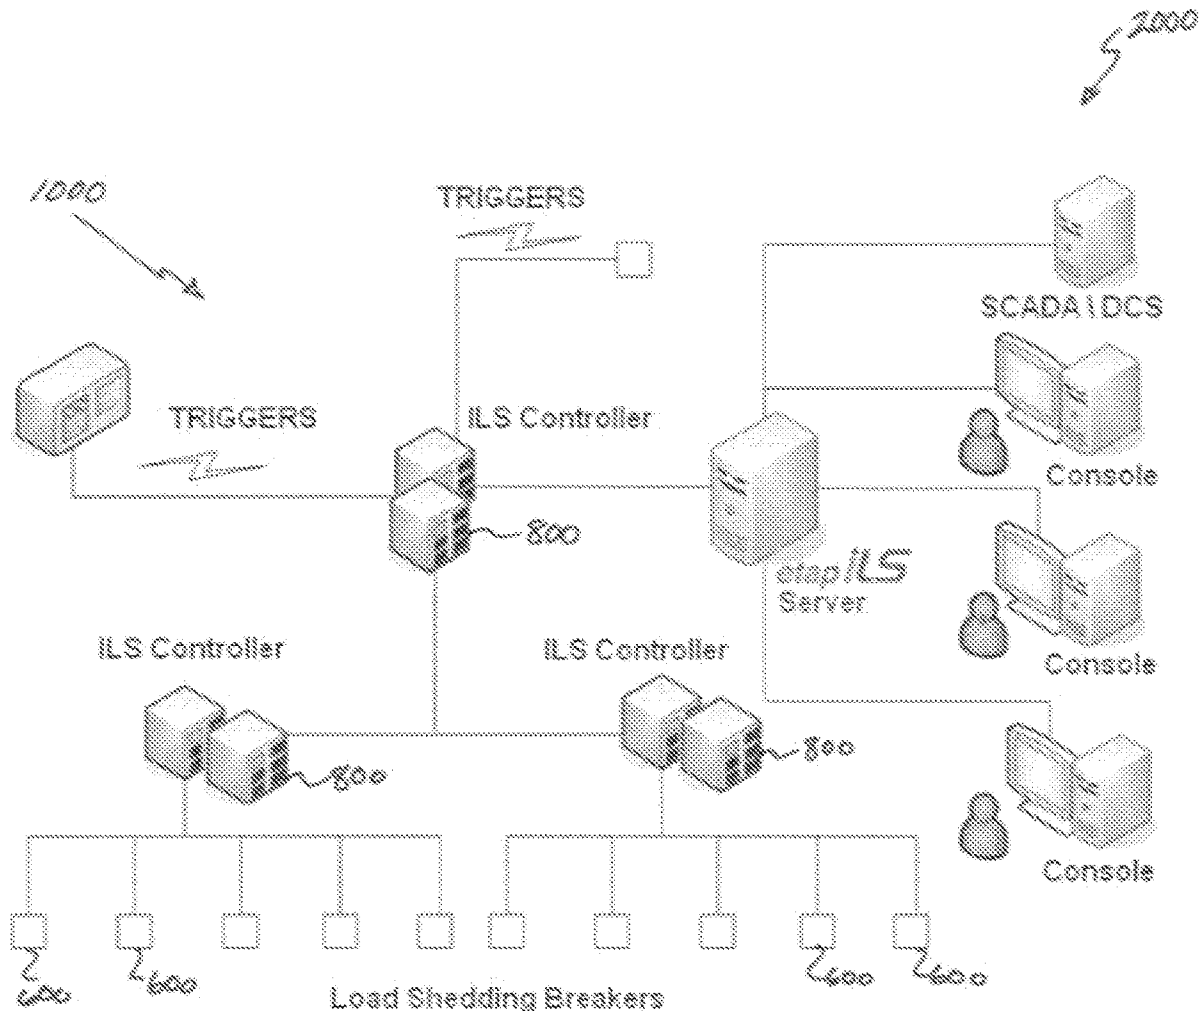 2000
1000
TRIGGERS
SCADA \ DCS
TRIGGERS
ILS Controller
Console
800
etap iLS
Server
ILS Controller
ILS Controller
Console
800
800
Console
600
600
600
600
Load Shedding Breakers